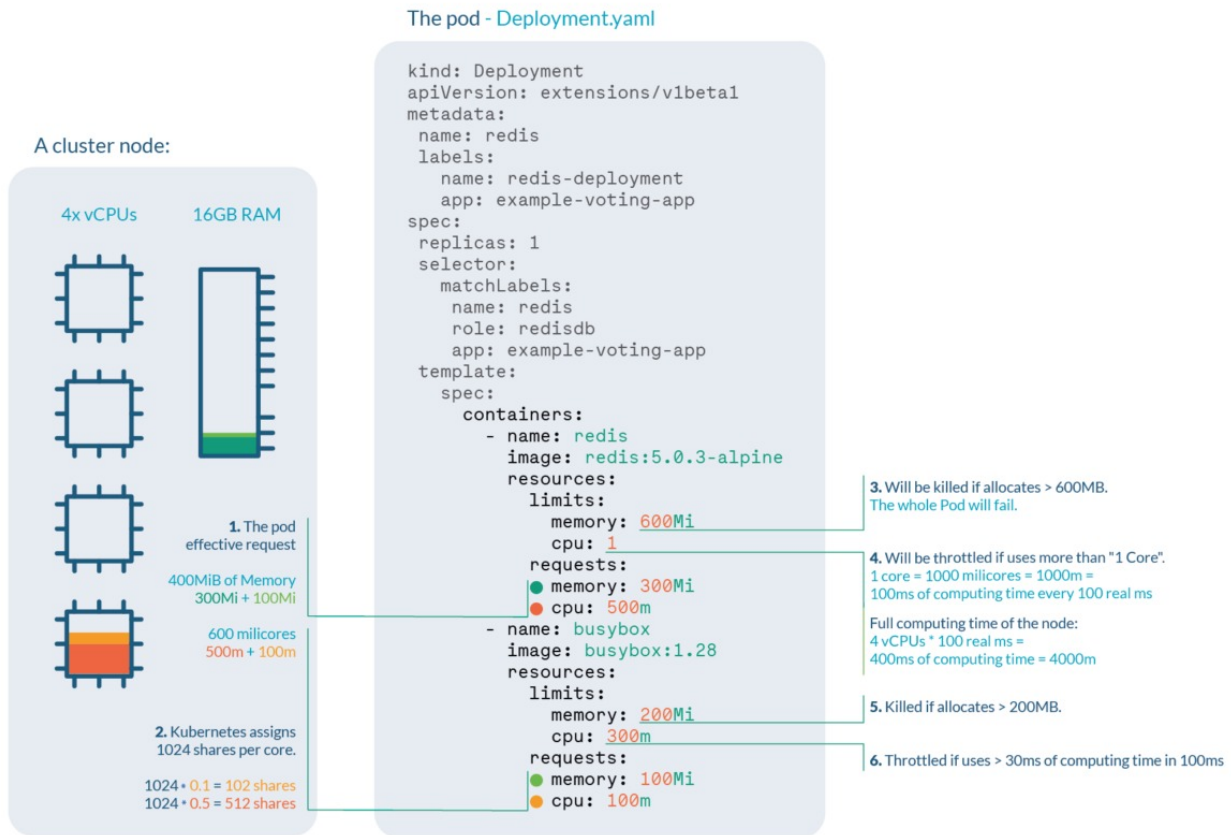 The pod - Deployment.yaml
kind: Deployment
apiVersion: extensions/v1beta1
metadata:
name: redis
labels:
name: redis-deployment
app: example-voting-app
spec:
replicas: 1
selector:
matchLabels:
name: redis
role: redisdb
app: example-voting-app
template:
spec:
containers:
- name: redis
image: redis:5.0.3-alpine
resources:
limits:
memory: 600Mi
cpu: 1
requests:
memory: 300Mi
cpu: 500m
- name: busybox
image: busybox:1.28
resources:
limits:
memory: 200Mi
cpu: 300m
requests:
memory: 100Mi
cpu: 100m
A cluster node:
4x vCPUs
16GB RAM
1. The pod
effective request
400MiB of Memory
300Mi + 100Mi
600 milicores
500m + 100m
2. Kubernetes assigns
1024 shares per core.
1024 * 0.1 = 102 shares
1024 * 0.5 = 512 shares
3. Will be killed if allocates > 600MB.
The whole Pod will fail.
4. Will be throttled if uses more than "1 Core".
1 core = 1000 milicores = 1000m =
100ms of computing time every 100 real ms
Full computing time of the node:
4 vCPUs * 100 real ms =
400ms of computing time = 4000m
5. Killed if allocates > 200MB.
6. Throttled if uses > 30ms of computing time in 100ms